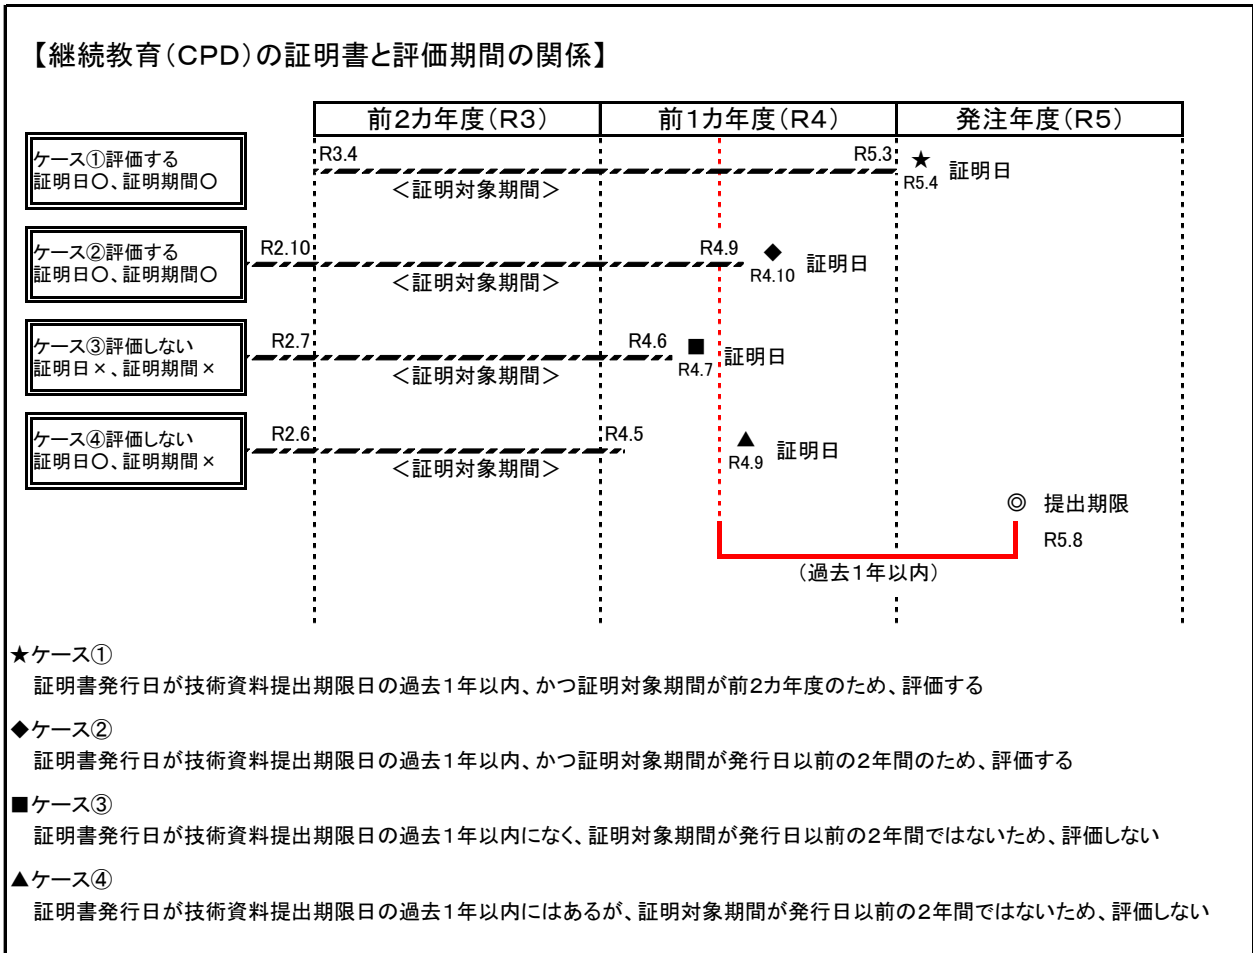 【継続教育(CPD)の証明書と評価期間の関係】
前2カ年度(R3)
前1カ年度(R4)
発注年度(R5)
ケース①評価する
証明日〇、証明期間〇
R3.4
R5.3
★
R5.4
証明日
<証明対象期間>
ケース②評価する
証明日〇、証明期間〇
R2.10
R4.9
◆
R4.10
証明日
<証明対象期間>
ケース③評価しない
証明日×、証明期間×
R2.7
R4.6
■
R4.7
証明日
<証明対象期間>
ケース④評価しない
証明日〇、証明期間×
R2.6
R4.5
▲
R4.9
証明日
<証明対象期間>
◎ 提出期限
R5.8
(過去1年以内)
★ケース①
証明書発行日が技術資料提出期限日の過去1年以内、かつ証明対象期間が前2カ年度のため、評価する
◆ケース②
証明書発行日が技術資料提出期限日の過去1年以内、かつ証明対象期間が発行日以前の2年間のため、評価する
■ケース③
証明書発行日が技術資料提出期限日の過去1年以内になく、証明対象期間が発行日以前の2年間ではないため、評価しない
▲ケース④
証明書発行日が技術資料提出期限日の過去1年以内にはあるが、証明対象期間が発行日以前の2年間ではないため、評価しない